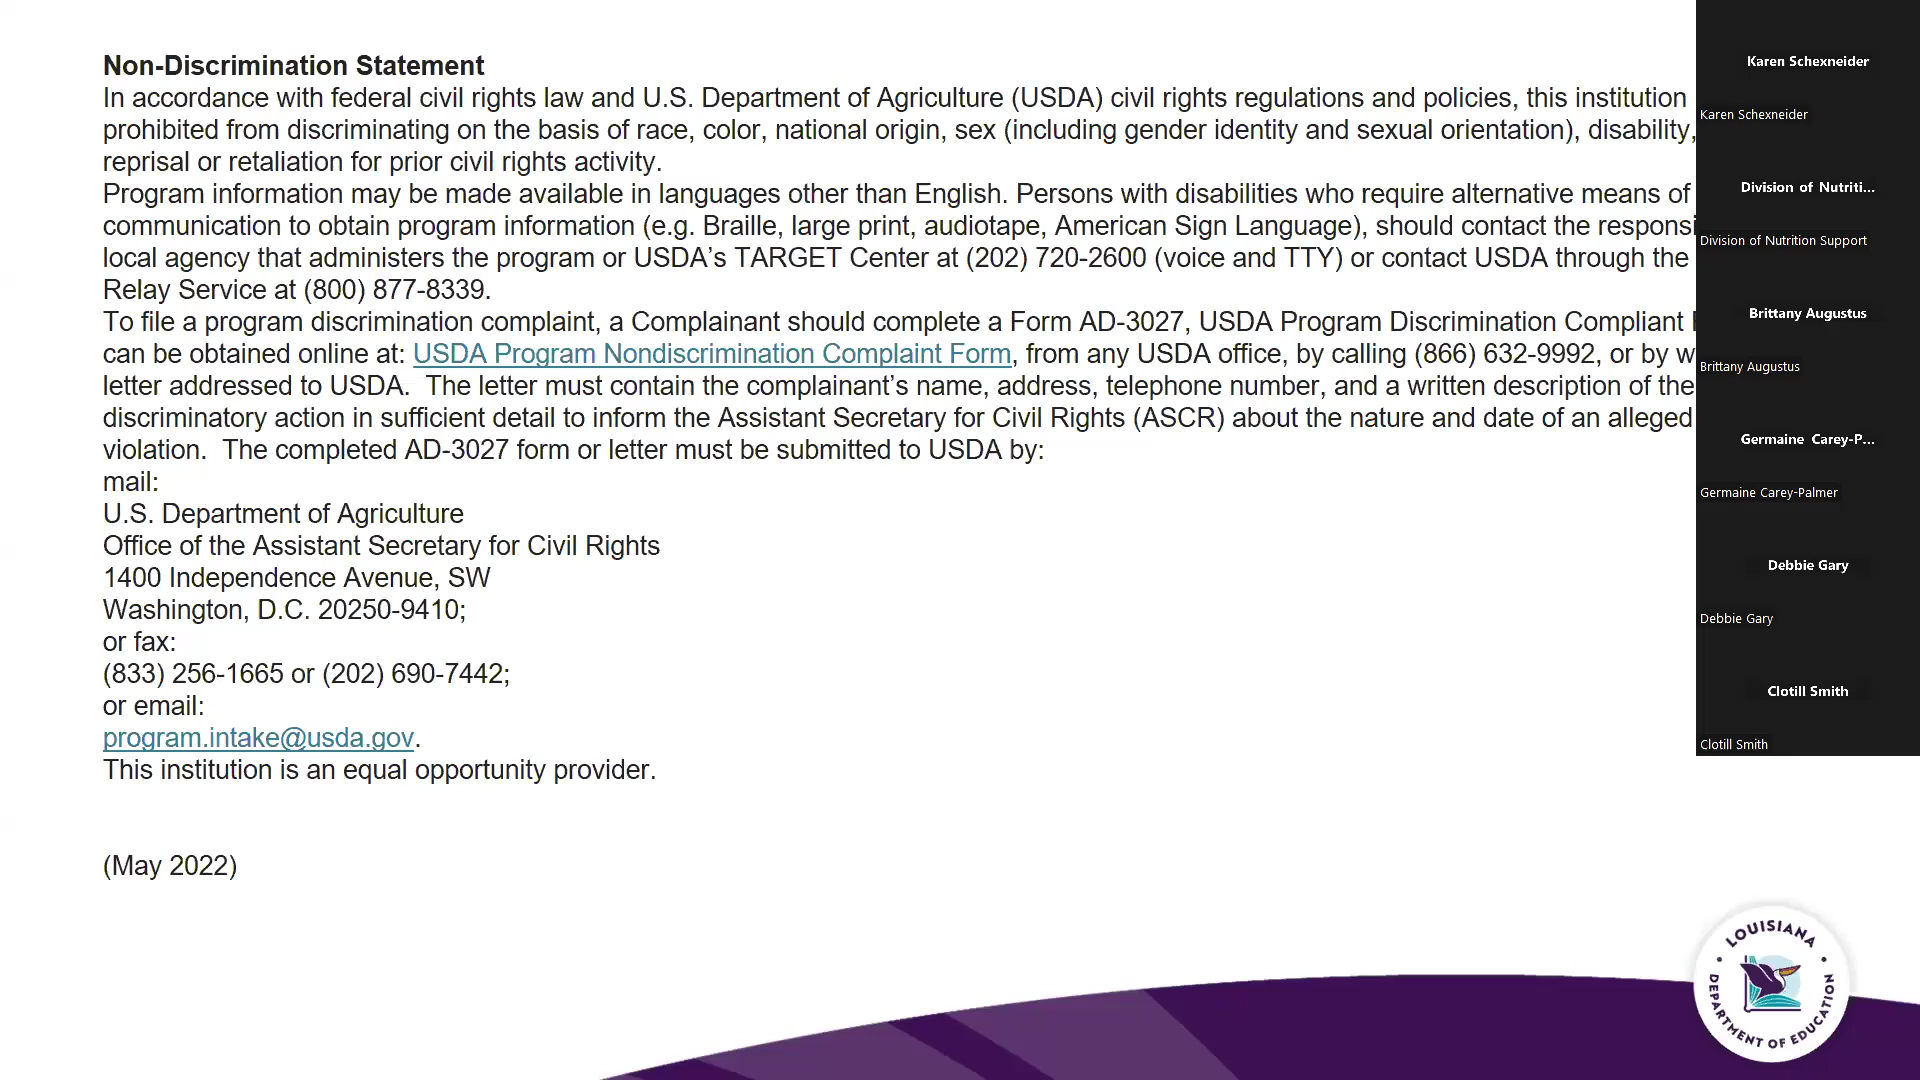 Non-Discrimination Statement
In accordance with federal civil rights law and U.S. Department of Agriculture (USDA) civil rights regulations and policies, this institution
prohibited from discriminating on the basis of race, color, national origin, sex (including gender identity and sexual orientation), disability,
reprisal or retaliation for prior civil rights activity.
Program information may be made available in languages other than English. Persons with disabilities who require alternative means of
communication to obtain program information (e.g. Braille, large print, audiotape, American Sign Language), should contact the responsi
local agency that administers the program or USDA’s TARGET Center at (202) 720-2600 (voice and TTY) or contact USDA through the
Relay Service at (800) 877-8339.
To file a program discrimination complaint, a Complainant should complete a Form AD-3027, USDA Program Discrimination Compliant
can be obtained online at: USDA Program Nondiscrimination Complaint Form, from any USDA office, by calling (866) 632-9992, or by w
letter addressed to USDA.  The letter must contain the complainant’s name, address, telephone number, and a written description of the
discriminatory action in sufficient detail to inform the Assistant Secretary for Civil Rights (ASCR) about the nature and date of an alleged
violation.  The completed AD-3027 form or letter must be submitted to USDA by:
mail:
U.S. Department of Agriculture
Office of the Assistant Secretary for Civil Rights
1400 Independence Avenue, SW
Washington, D.C. 20250-9410;
or fax:
(833) 256-1665 or (202) 690-7442;
or email:
program.intake@usda.gov.
This institution is an equal opportunity provider.
(May 2022)
Karen Schexneider
Karen Schexneider
Division of Nutriti...
Division of Nutrition Support
Brittany Augustus
Brittany Augustus
Germaine Carey-P...
Germaine Carey-Palmer
Debbie Gary
Debbie Gary
Clotill Smith
Clotill Smith
LOUISIANA
DEPARTMENT OF EDUCATION